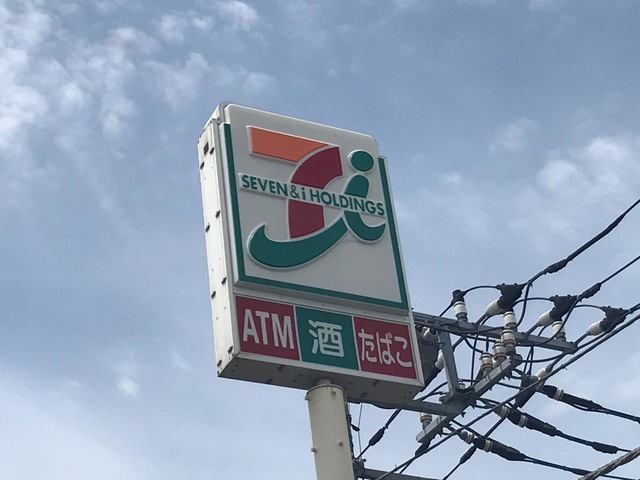 SEVEN & i HOLDINGS
ATM 酒 たばこ